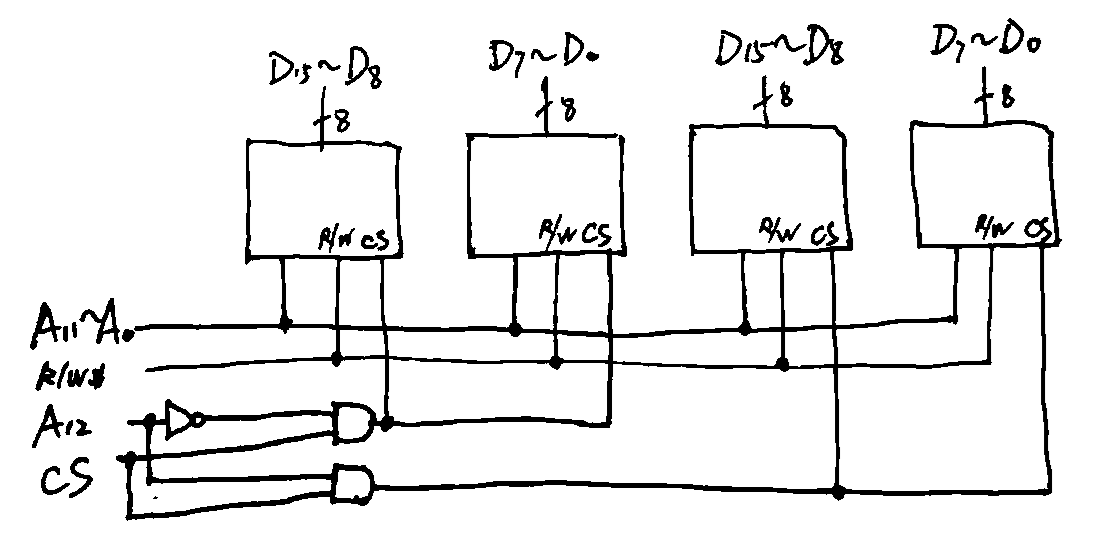 D₁₅~D₈ D₇~D₀ D₁₅~D₈ D₇~D₀
8 8 8 8
R/W CS R/W CS R/W CS R/W CS
A₁₁~A₀
R/W#
A₁₂
CS